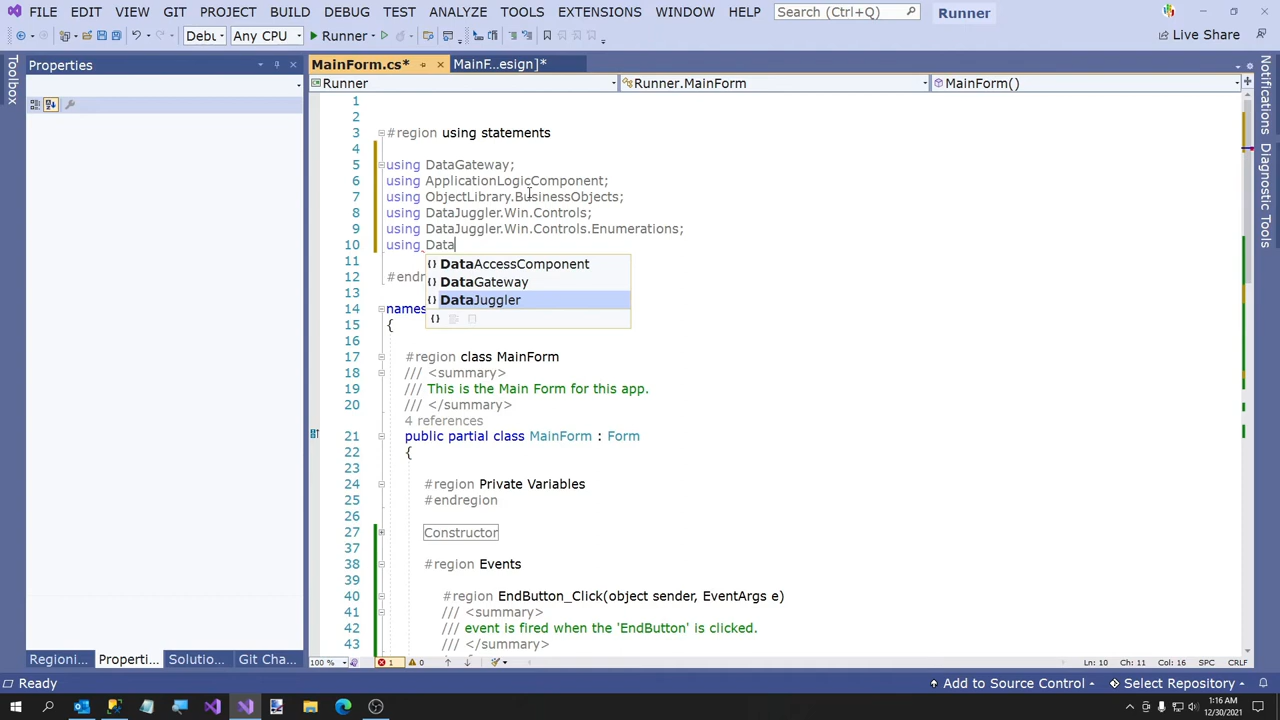 FILE EDIT VIEW GIT PROJECT BUILD DEBUG TEST ANALYZE TOOLS EXTENSIONS WINDOW HELP Search (Ctrl+Q) Runner
Debu Any CPU Runner Live Share
Properties
Toolbox
MainForm.cs* MainF...esign]*
Runner Runner.MainForm MainForm()
Notifications
Diagnostic Tools
1
2
3 #region using statements
4
5 using DataGateway;
6 using ApplicationLogicComponent;
7 using ObjectLibrary.BusinessObjects;
8 using DataJuggler.Win.Controls;
9 using DataJuggler.Win.Controls.Enumerations;
10 using Data
DataAccessComponent
DataGateway
DataJuggler
11
12 #endr
13
14 names
15 {
16
17 #region class MainForm
18 /// <summary>
19 /// This is the Main Form for this app.
20 /// </summary>
4 references
21 public partial class MainForm : Form
22 {
23
24 #region Private Variables
25 #endregion
26
27 Constructor
37
38 #region Events
39
40 #region EndButton_Click(object sender, EventArgs e)
41 /// <summary>
42 /// event is fired when the 'EndButton' is clicked.
43 /// </summary>
Regioni... Properti... Solutio... Git Cha...
100 % 1 0 Ln: 10 Ch: 11 Col: 16 SPC CRLF
Ready Add to Source Control Select Repository
1:16 AM
12/30/2021